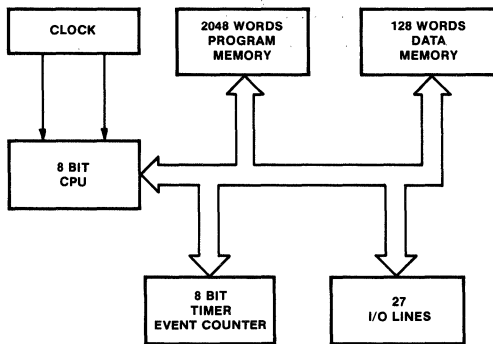 CLOCK
2048 WORDS
PROGRAM
MEMORY
128 WORDS
DATA
MEMORY
8 BIT
CPU
8 BIT
TIMER
EVENT COUNTER
27
I/O LINES